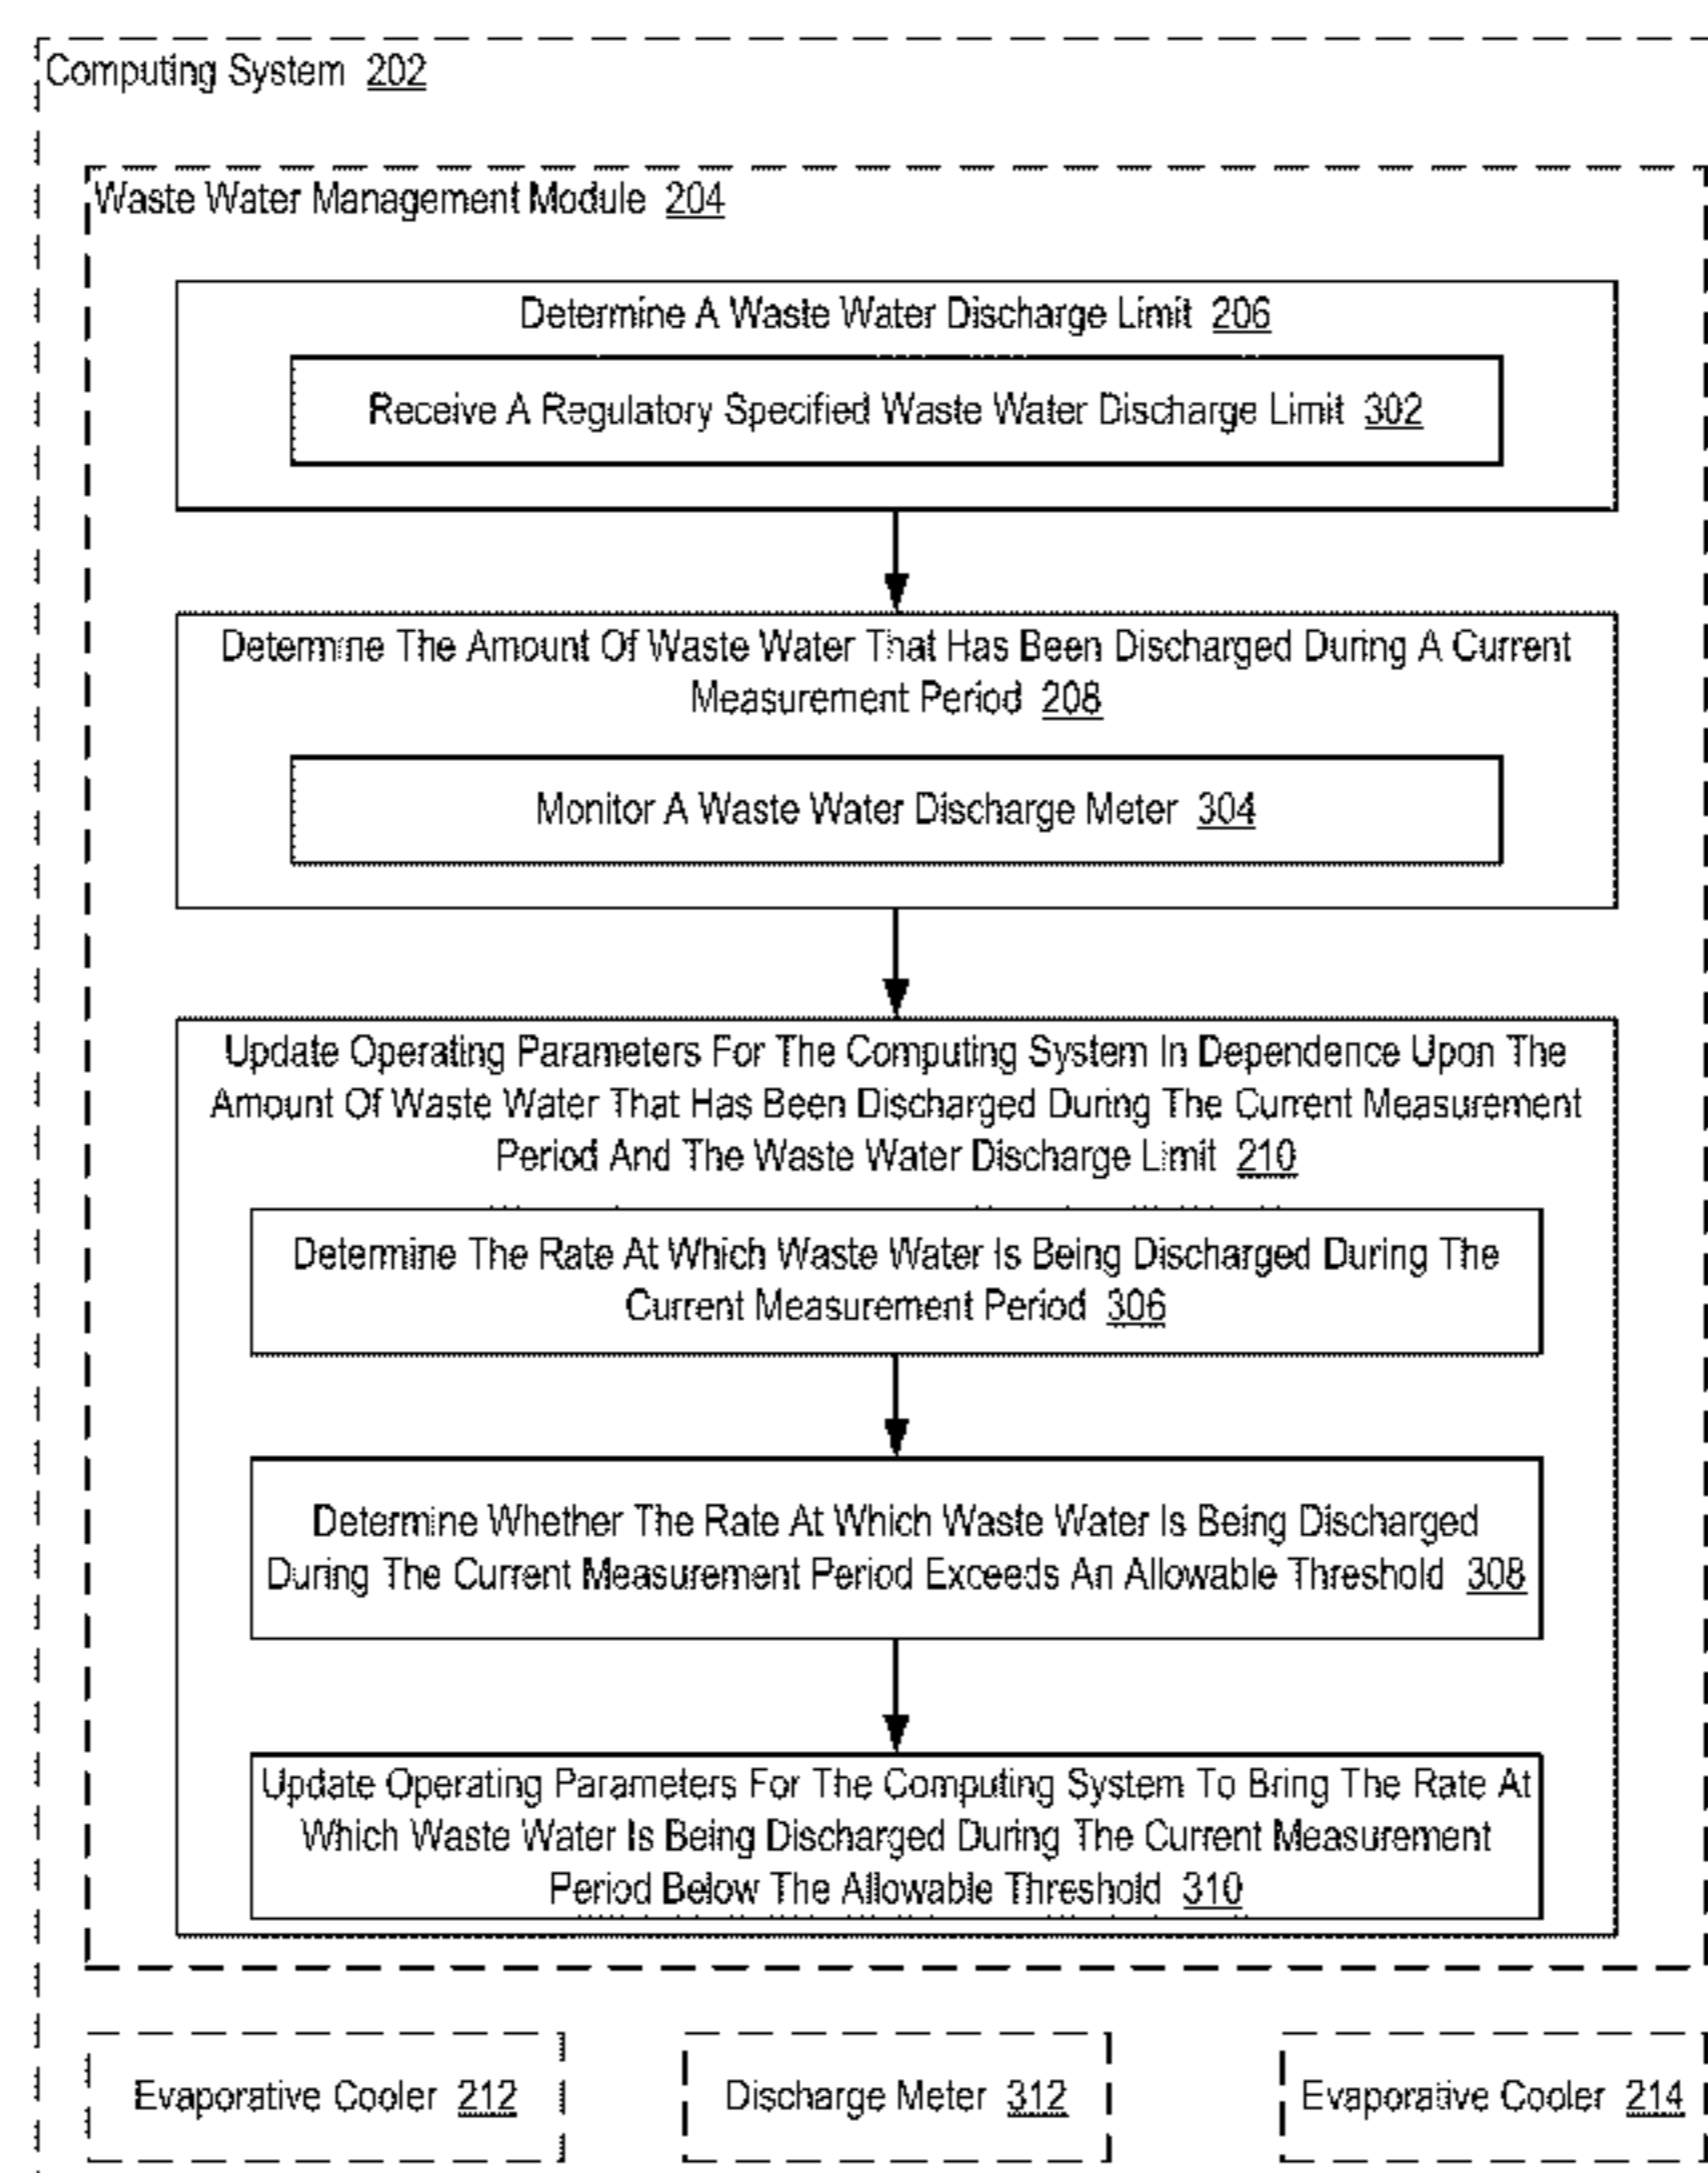 Computing System 202
Waste Water Management Module 204
Determine A Waste Water Discharge Limit 206
Receive A Regulatory Specified Waste Water Discharge Limit 302
Determine The Amount Of Waste Water That Has Been Discharged During A Current
Measurement Period 208
Monitor A Waste Water Discharge Meter 304
Update Operating Parameters For The Computing System In Dependence Upon The
Amount Of Waste Water That Has Been Discharged During The Current Measurement
Period And The Waste Water Discharge Limit 210
Determine The Rate At Which Waste Water Is Being Discharged During The
Current Measurement Period 306
Determine Whether The Rate At Which Waste Water Is Being Discharged
During The Current Measurement Period Exceeds An Allowable Threshold 308
Update Operating Parameters For The Computing System To Bring The Rate At
Which Waste Water Is Being Discharged During The Current Measurement
Period Below The Allowable Threshold 310
Evaporative Cooler 212
Discharge Meter 312
Evaporative Cooler 214